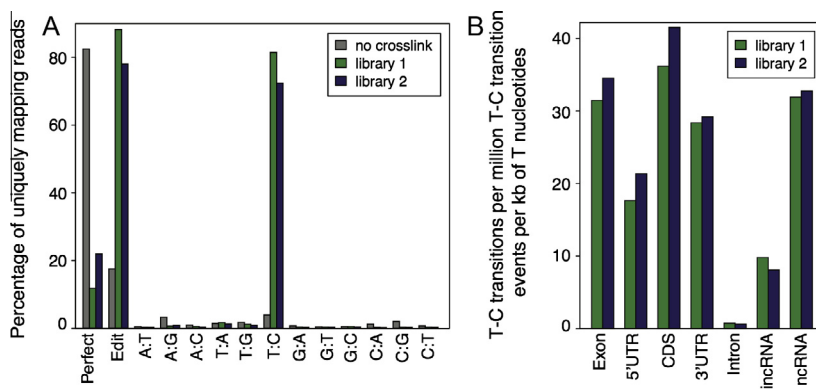 A
Percentage of uniquely mapping reads
80
60
40
20
0
no crosslink
library 1
library 2
Perfect
Edit
A:T
A:G
A:C
T:A
T:G
T:C
G:A
G:T
G:C
C:A
C:G
C:T
B
T-C transitions per million T-C transition
events per kb of T nucleotides
40
30
20
10
0
library 1
library 2
Exon
5'UTR
CDS
3'UTR
Intron
incRNA
ncRNA